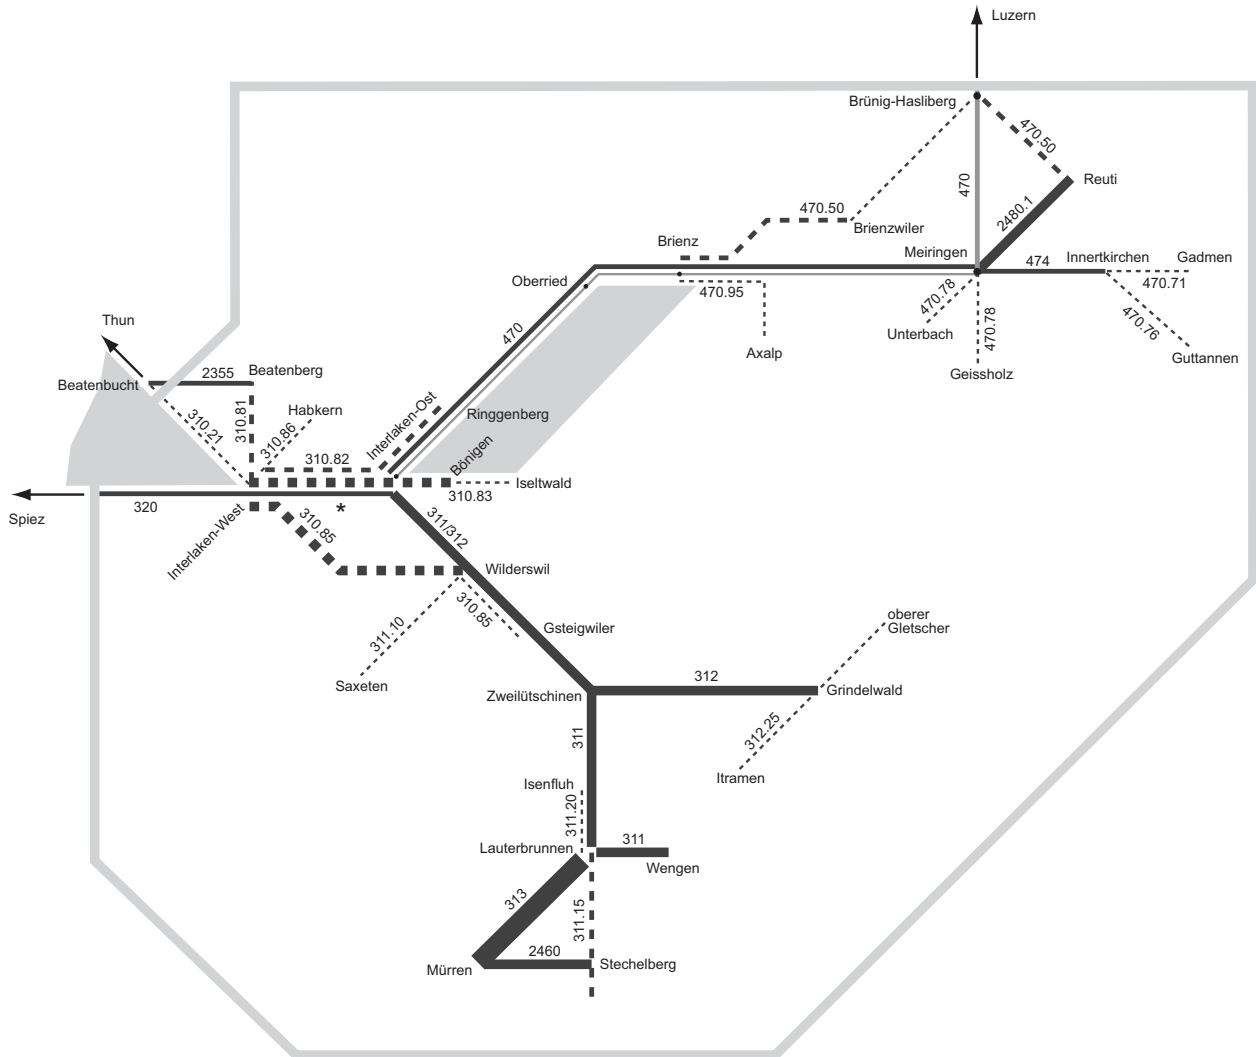 Luzern
Brünig-Hasliberg
470.50
470
Reuti
2480.1
470.50
Brienzwiler
Brienz
Meiringen
474
Innertkirchen
Gadmen
470.71
Oberried
470.95
470.78
Unterbach
470.78
470.76
Guttannen
Geissholz
Axalp
470
Thun
Beatenbucht
2355
Beatenberg
310.21
310.81
Habkern
310.86
Interlaken-Ost
Ringgenberg
310.82
Bönigen
Iseltwald
310.83
Spiez
320
*
Interlaken-West
310.85
311/312
Wilderswil
310.85
311.10
Saxeten
Gsteigwiler
oberer
Gletscher
Zweilütschinen
312
Grindelwald
312.25
Itramen
311
Isenfluh
311.20
Lauterbrunnen
311
Wengen
313
311.15
2460
Mürren
Stechelberg